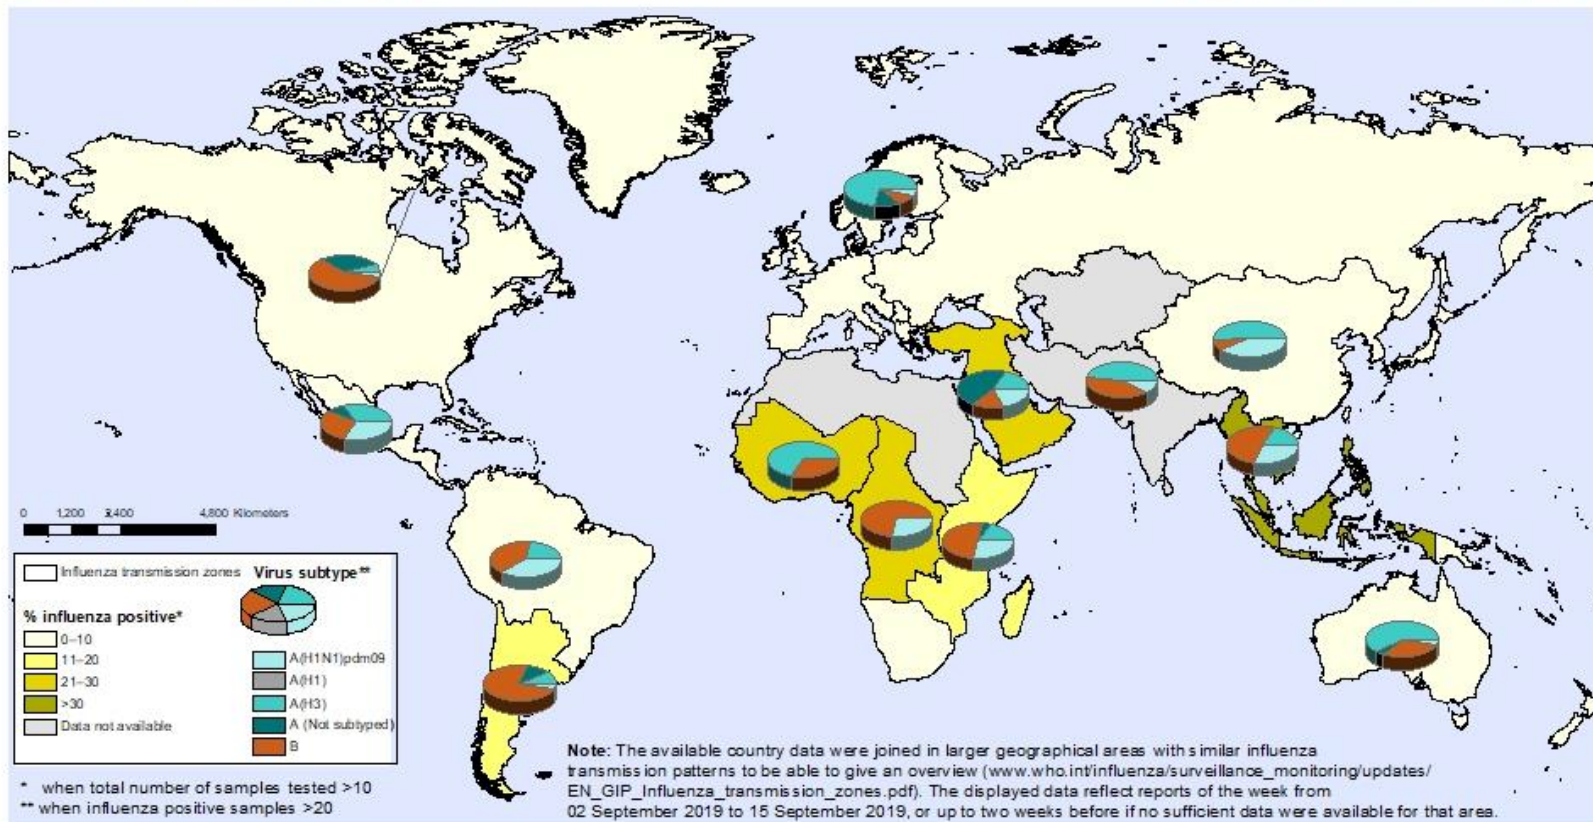 0 1,200 2,400 4,800 Kilometers
Influenza transmission zones
Virus subtype**
% influenza positive*
0–10
11–20
21–30
>30
Data not available
A(H1N1)pdm09
A(H1)
A(H3)
A (Not subtyped)
B
* when total number of samples tested >10
** when influenza positive samples >20
Note: The available country data were joined in larger geographical areas with similar influenza
transmission patterns to be able to give an overview (www.who.int/influenza/surveillance_monitoring/updates/
EN_GIP_Influenza_transmission_zones.pdf). The displayed data reflect reports of the week from
02 September 2019 to 15 September 2019, or up to two weeks before if no sufficient data were available for that area.